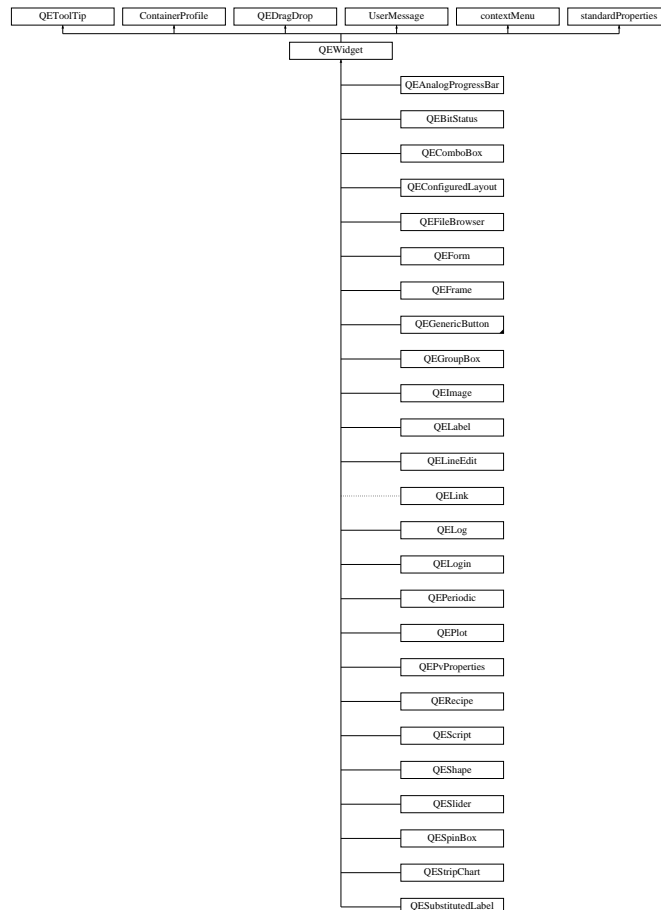 QEToolTip ContainerProfile QEDragDrop UserMessage contextMenu standardProperties
QEWidget
QEAnalogProgressBar
QEBitStatus
QEComboBox
QEConfiguredLayout
QEFileBrowser
QEForm
QEFrame
QEGenericButton
QEGroupBox
QEImage
QELabel
QELineEdit
QELink
QELog
QELogin
QEPeriodic
QEPlot
QEPvProperties
QERecipe
QEScript
QEShape
QESlider
QESpinBox
QEStripChart
QESubstitutedLabel